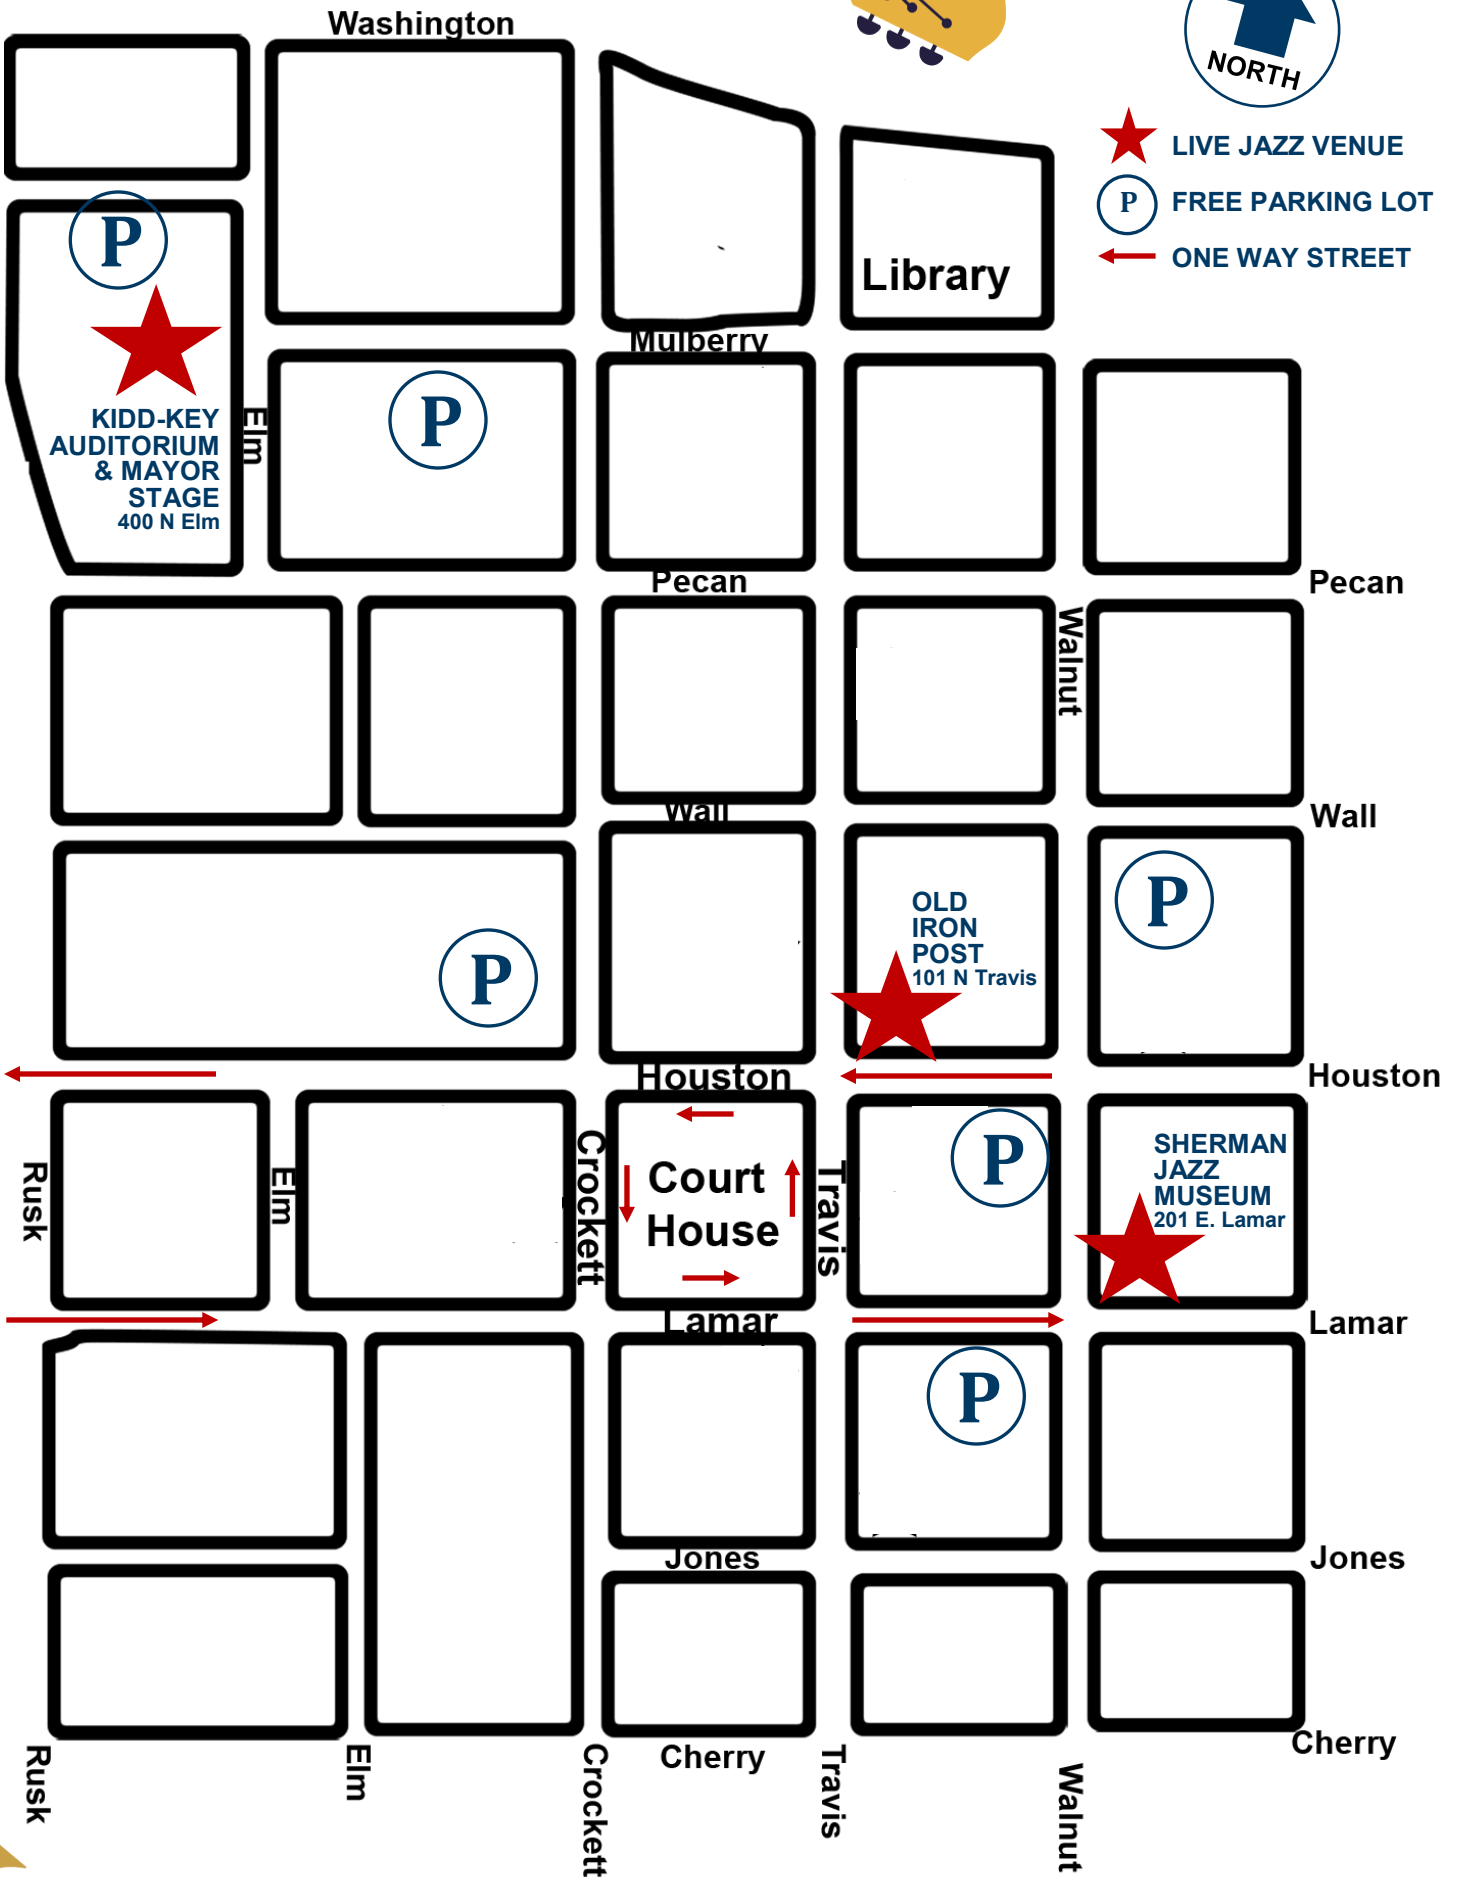 Washington
NORTH
LIVE JAZZ VENUE
P FREE PARKING LOT
ONE WAY STREET
P
Library
Mulberry
KIDD-KEY
AUDITORIUM
& MAYOR
STAGE
400 N Elm
Elm
P
Pecan
Pecan
Walnut
Wall
Wall
P
OLD
IRON
POST
101 N Travis
P
Houston
Houston
Rusk
Elm
Crockett
Court
House
Travis
P
SHERMAN
JAZZ
MUSEUM
201 E. Lamar
Lamar
Lamar
P
Jones
Jones
Cherry
Cherry
Rusk
Elm
Crockett
Travis
Walnut